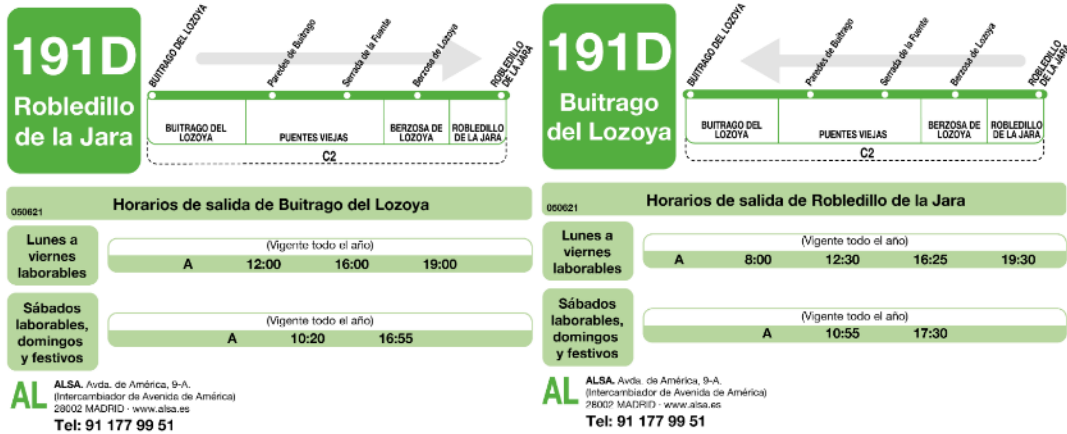 191D
Robledillo
de la Jara
BUITRAGO DEL LOZOYA
Paredes de Buitrago
Serrada de la Fuente
Berzosa de Lozoya
ROBLEDILLO
DE LA JARA
BUITRAGO DEL
LOZOYA
PUENTES VIEJAS
BERZOSA DE
LOZOYA
ROBLEDILLO
DE LA JARA
C2
050621
Horarios de salida de Buitrago del Lozoya
Lunes a
viernes
laborables
(Vigente todo el año)
A 12:00 16:00 19:00
Sábados
laborables,
domingos
y festivos
(Vigente todo el año)
A 10:20 16:55
AL
ALSA. Avda. de América, 9-A.
(Intercambiador de Avenida de América)
28002 MADRID · www.alsa.es
Tel: 91 177 99 51
191D
Buitrago
del Lozoya
BUITRAGO DEL LOZOYA
Paredes de Buitrago
Serrada de la Fuente
Berzosa de Lozoya
ROBLEDILLO
DE LA JARA
BUITRAGO DEL
LOZOYA
PUENTES VIEJAS
BERZOSA DE
LOZOYA
ROBLEDILLO
DE LA JARA
C2
050621
Horarios de salida de Robledillo de la Jara
Lunes a
viernes
laborables
(Vigente todo el año)
A 8:00 12:30 16:25 19:30
Sábados
laborables,
domingos
y festivos
(Vigente todo el año)
A 10:55 17:30
AL
ALSA. Avda. de América, 9-A.
(Intercambiador de Avenida de América)
28002 MADRID · www.alsa.es
Tel: 91 177 99 51